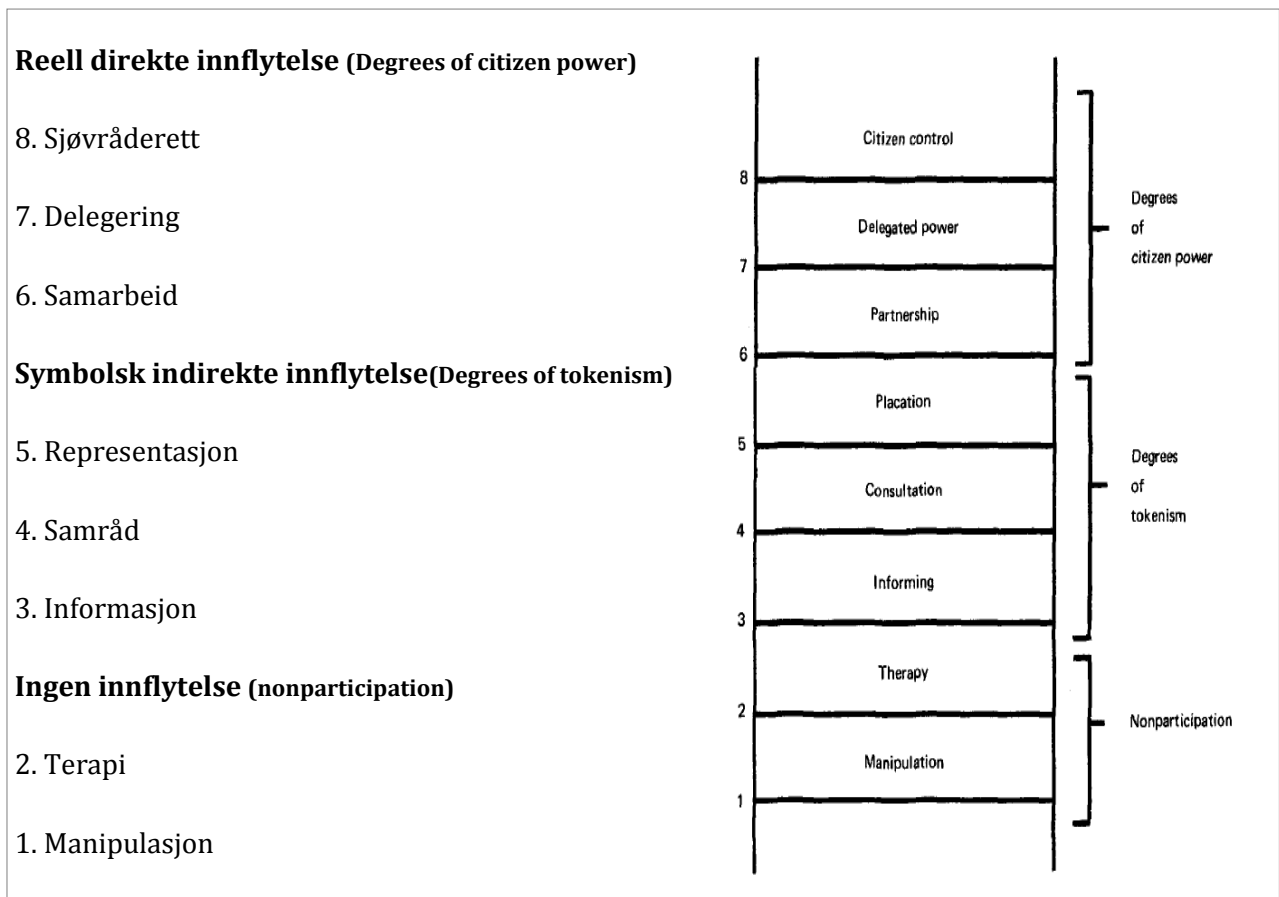 Reell direkte innflytelse (Degrees of citizen power)
8. Sjøvråderett
7. Delegering
6. Samarbeid
Symbolsk indirekte innflytelse(Degrees of tokenism)
5. Representasjon
4. Samråd
3. Informasjon
Ingen innflytelse (nonparticipation)
2. Terapi
1. Manipulasjon
Citizen control
8
Delegated power
7
Partnership
6
Placation
5
Consultation
4
Informing
3
Therapy
2
Manipulation
1
Degrees
of
citizen power
Degrees
of
tokenism
Nonparticipation